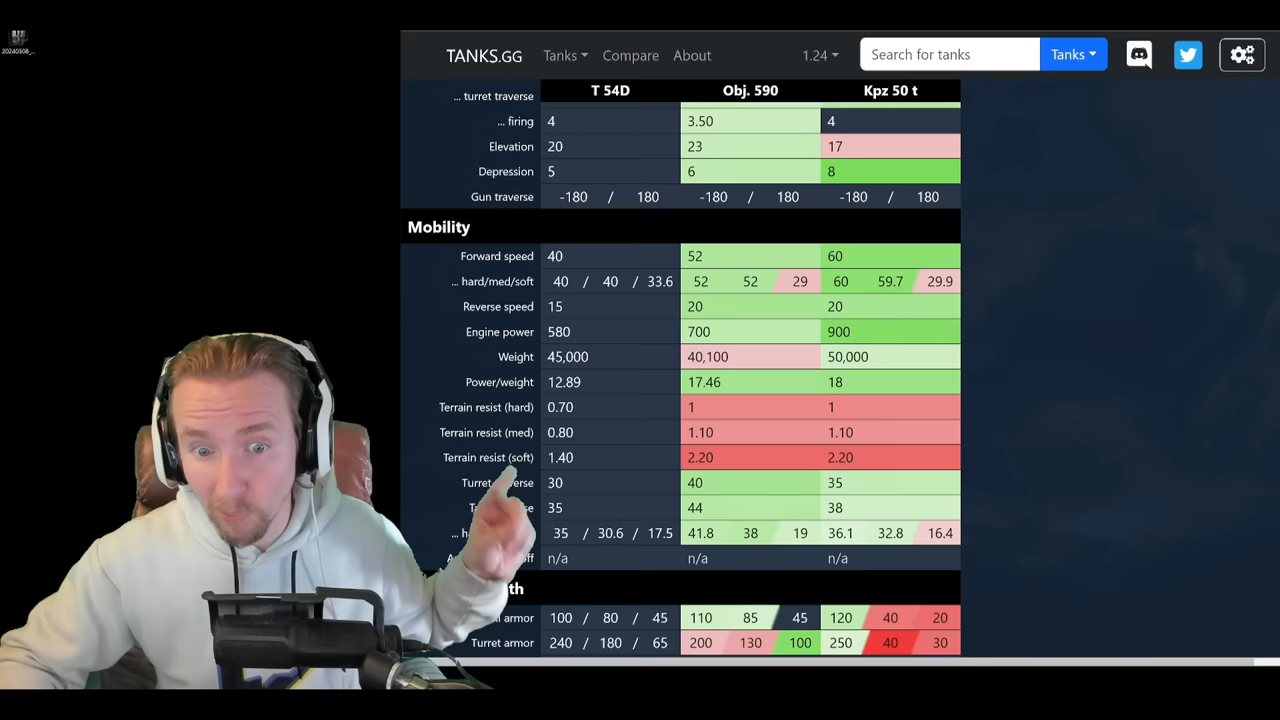 20240308_...
TANKS.GG Tanks Compare About 1.24 Search for tanks Tanks
T 54D Obj. 590 Kpz 50 t
... turret traverse
... firing 4 3.50 4
Elevation 20 23 17
Depression 5 6 8
Gun traverse -180 / 180 -180 / 180 -180 / 180
Mobility
Forward speed 40 52 60
... hard/med/soft 40 / 40 / 33.6 52 52 29 60 59.7 29.9
Reverse speed 15 20 20
Engine power 580 700 900
Weight 45,000 40,100 50,000
Power/weight 12.89 17.46 18
Terrain resist (hard) 0.70 1 1
Terrain resist (med) 0.80 1.10 1.10
Terrain resist (soft) 1.40 2.20 2.20
30 40 35
35 44 38
35 / 30.6 / 17.5 41.8 38 19 36.1 32.8 16.4
n/a n/a n/a
armor 100 / 80 / 45 110 85 45 120 40 20
Turret armor 240 / 180 / 65 200 130 100 250 40 30